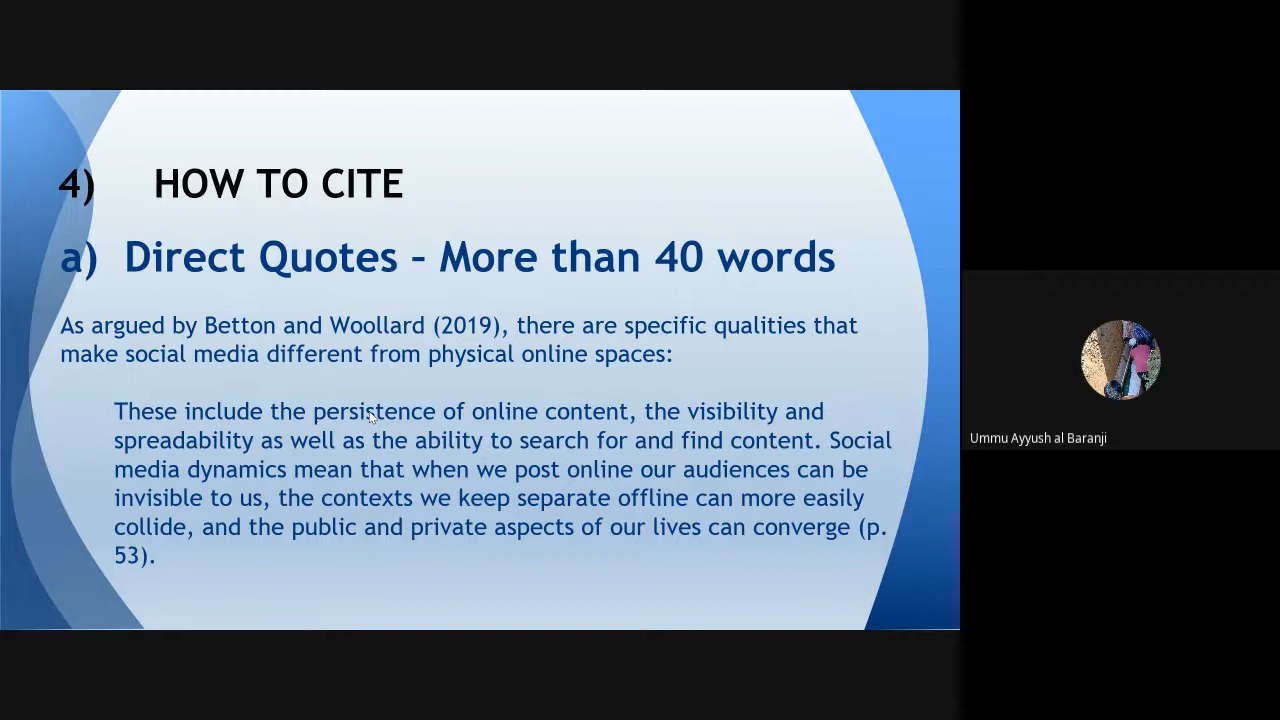 4) HOW TO CITE
a) Direct Quotes – More than 40 words
As argued by Betton and Woollard (2019), there are specific qualities that
make social media different from physical online spaces:
These include the persistence of online content, the visibility and
spreadability as well as the ability to search for and find content. Social
media dynamics mean that when we post online our audiences can be
invisible to us, the contexts we keep separate offline can more easily
collide, and the public and private aspects of our lives can converge (p.
53).
Ummu Ayyush al Baranji